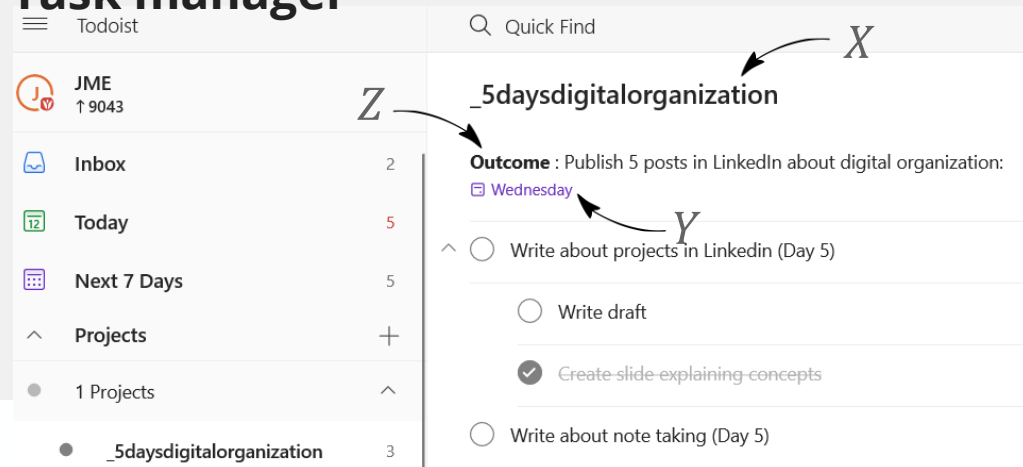 Task manager
Todoist
Quick Find
J
JME
↑ 9043
Inbox 2
12 Today 5
Next 7 Days 5
Projects +
1 Projects
_5daysdigitalorganization 3
X
_5daysdigitalorganization
Z
Outcome : Publish 5 posts in LinkedIn about digital organization:
Wednesday
Y
Write about projects in Linkedin (Day 5)
Write draft
Create slide explaining concepts
Write about note taking (Day 5)